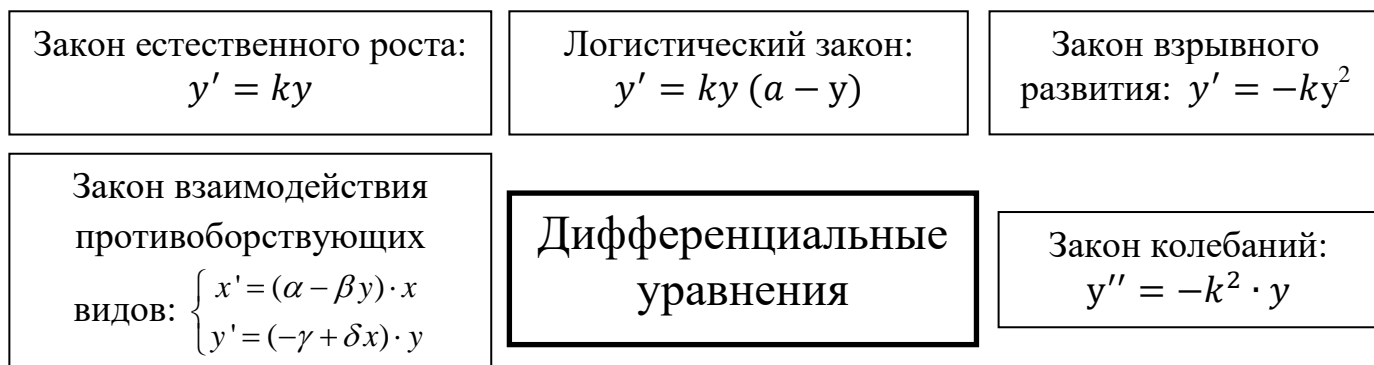 Закон естественного роста:
y′ = ky
Логистический закон:
y′ = ky (a − y)
Закон взрывного
развития: y′ = −ky²
Закон взаимодействия
противоборствующих
видов: { x' = (α − βy) · x
y' = (−γ + δx) · y
Дифференциальные
уравнения
Закон колебаний:
y′′ = −k² · y